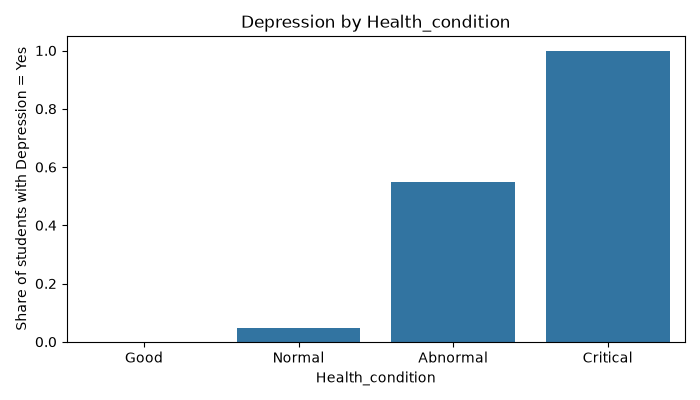 Depression by Health_condition
Share of students with Depression = Yes
1.0
0.8
0.6
0.4
0.2
0.0
Good Normal Abnormal Critical
Health_condition